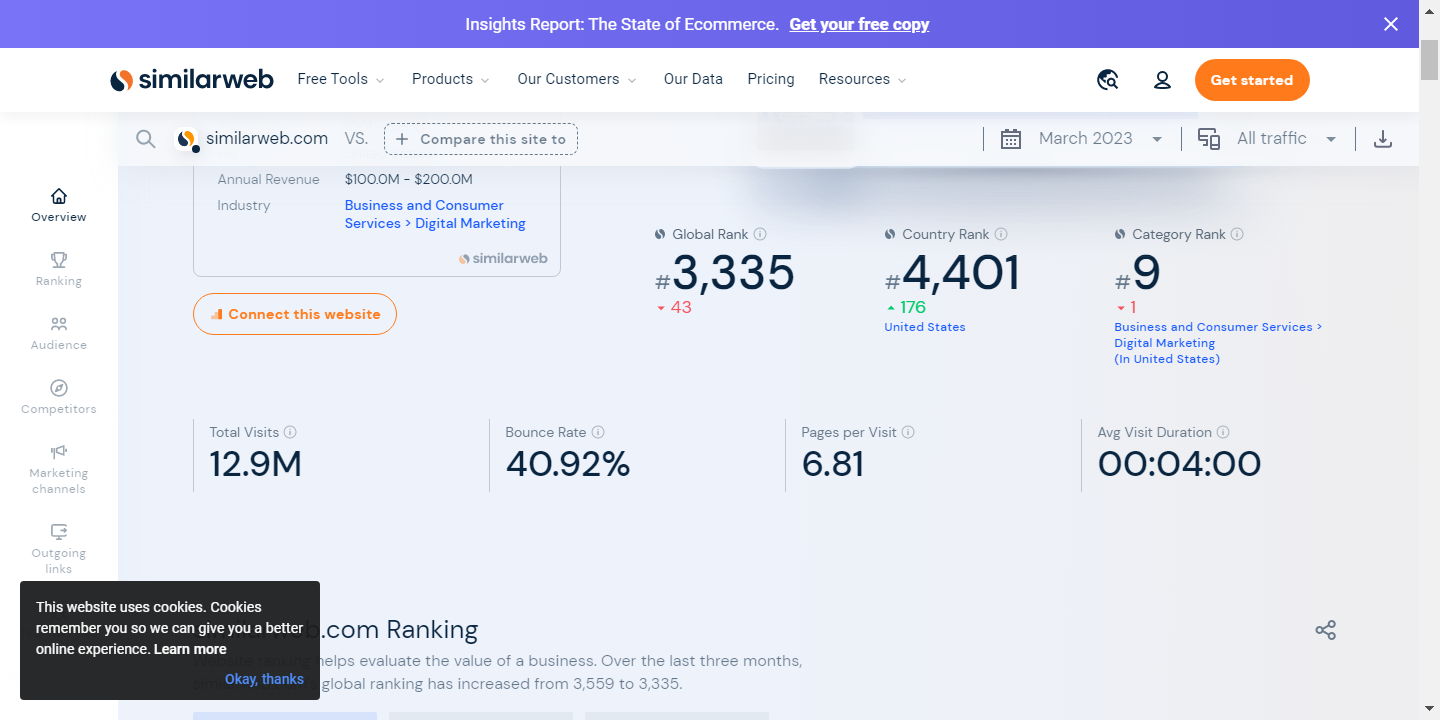 Insights Report: The State of Ecommerce. Get your free copy
similarweb Free Tools Products Our Customers Our Data Pricing Resources Get started
similarweb.com VS. + Compare this site to March 2023 All traffic
Overview
Ranking
Audience
Competitors
Marketing
channels
Outgoing
links
Annual Revenue $100.0M - $200.0M
Industry Business and Consumer
Services > Digital Marketing
similarweb
Connect this website
Global Rank
#3,335
43
Country Rank
#4,401
176
United States
Category Rank
#9
1
Business and Consumer Services >
Digital Marketing
(In United States)
Total Visits
12.9M
Bounce Rate
40.92%
Pages per Visit
6.81
Avg Visit Duration
00:04:00
similarweb.com Ranking
Website ranking helps evaluate the value of a business. Over the last three months,
global ranking has increased from 3,559 to 3,335.
This website uses cookies. Cookies
remember you so we can give you a better
online experience. Learn more
Okay, thanks